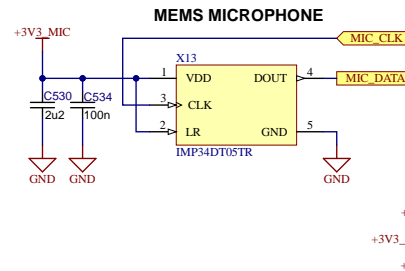 MEMS MICROPHONE
+3V3_MIC
MIC_CLK
X13
1 VDD DOUT 4
MIC_DATA
C530 C534
3 CLK
2u2 100n
2 LR GND 5
IMP34DT05TR
GND GND GND
+
+3V3_
+